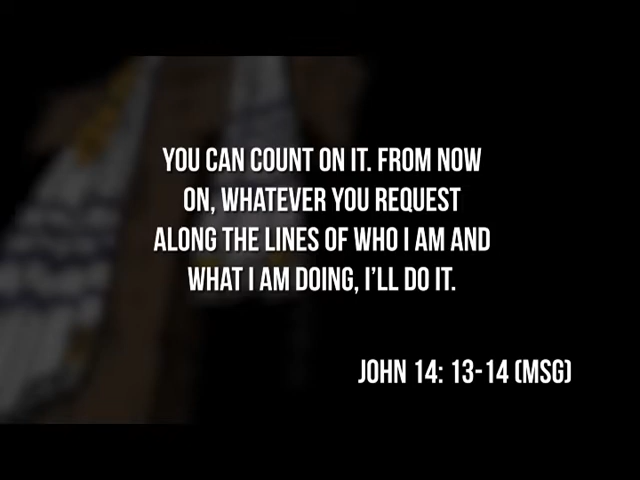 YOU CAN COUNT ON IT. FROM NOW
ON, WHATEVER YOU REQUEST
ALONG THE LINES OF WHO I AM AND
WHAT I AM DOING, I'LL DO IT.
JOHN 14: 13-14 (MSG)